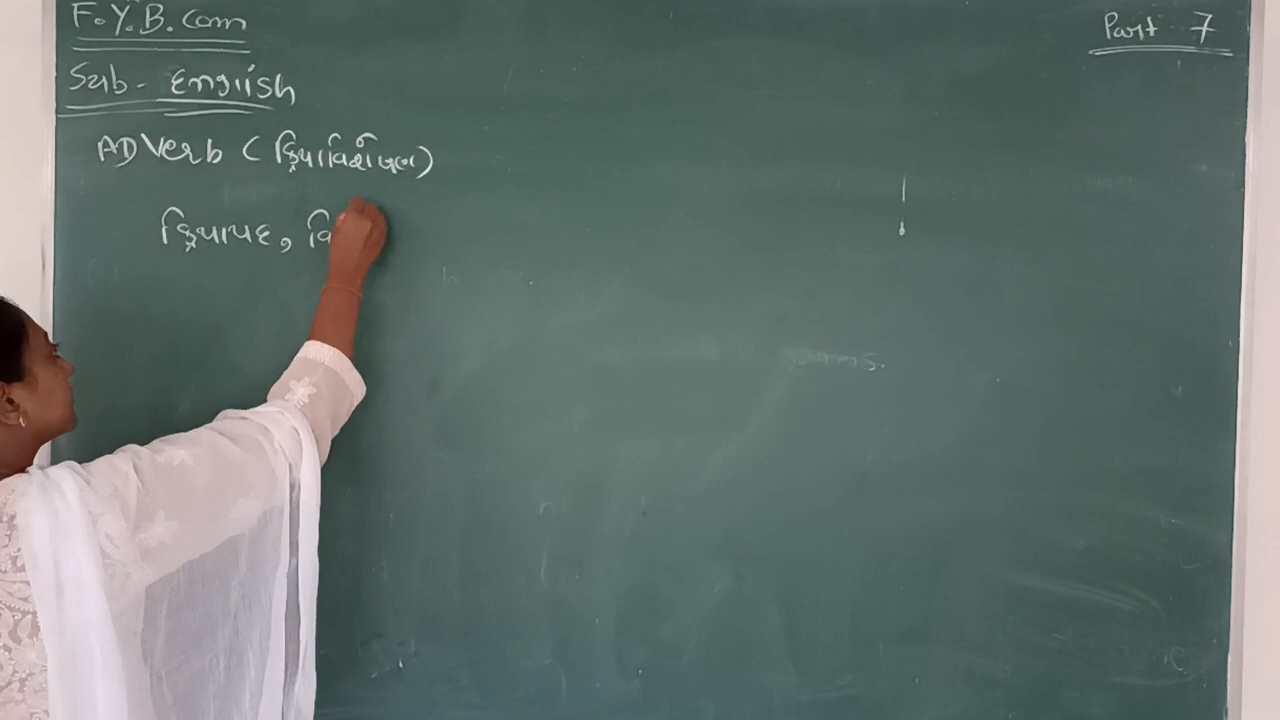 F.Y.B.Com
Part - 7
Sub - English
ADVerb (ક્રિયાવિશેષણ)
ક્રિયાપદ, વિ